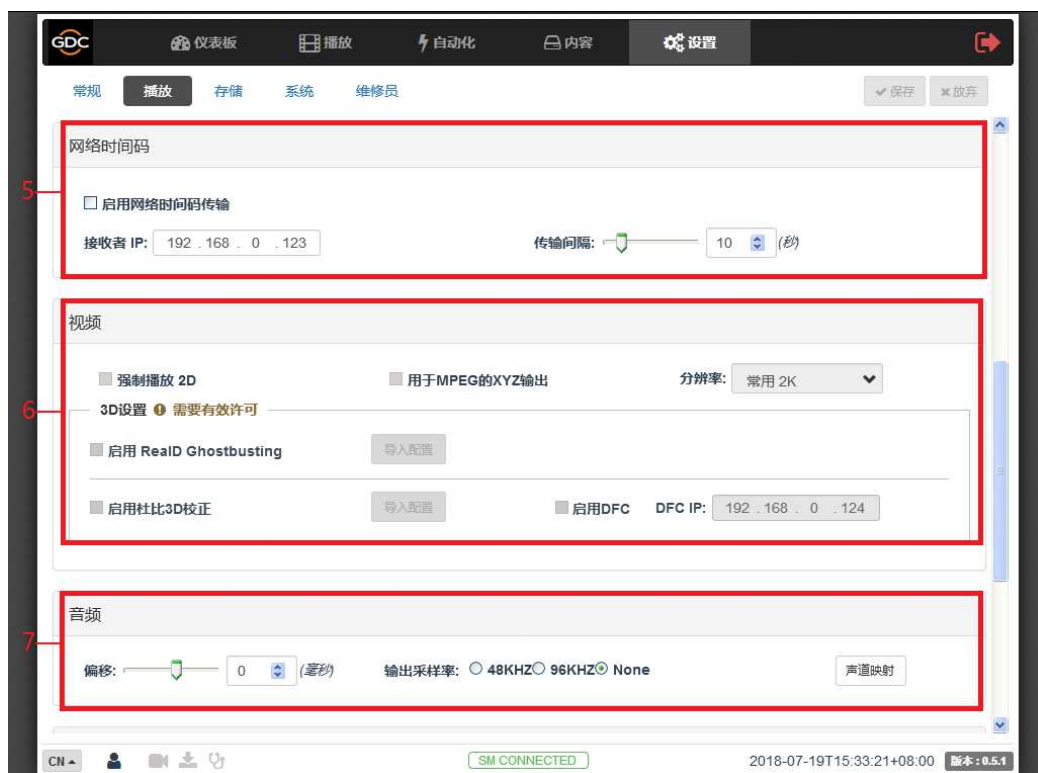 GDC 仪表板 播放 自动化 内容 设置
常规 播放 存储 系统 维修员 保存 放弃
网络时间码
5
启用网络时间码传输
接收者 IP: 192 . 168 . 0 . 123 传输间隔: 10 (秒)
视频
强制播放 2D 用于MPEG的XYZ输出 分辨率: 常用 2K
6
3D设置 需要有效许可
启用 RealD Ghostbusting 导入配置
启用杜比3D校正 导入配置 启用DFC DFC IP: 192 . 168 . 0 . 124
音频
7
偏移: 0 (毫秒) 输出采样率: 48KHZ 96KHZ None 声道映射
CN SM CONNECTED 2018-07-19T15:33:21+08:00 版本 : 0.5.1